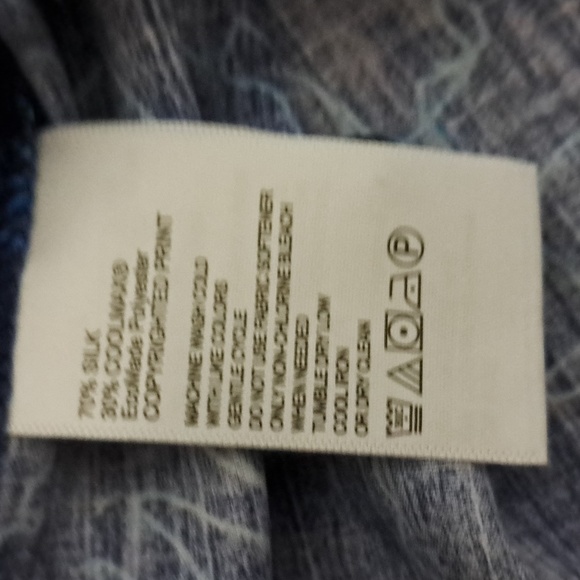 70% SILK
30% COOLMAX®
EcoMade Polyester
COPYRIGHTED PRINT
MACHINE WASH COLD
WITH LIKE COLORS
GENTLE CYCLE
DO NOT USE FABRIC SOFTENER
ONLY NON-CHLORINE BLEACH
WHEN NEEDED
TUMBLE DRY LOW
COOL IRON
OR DRY CLEAN
P